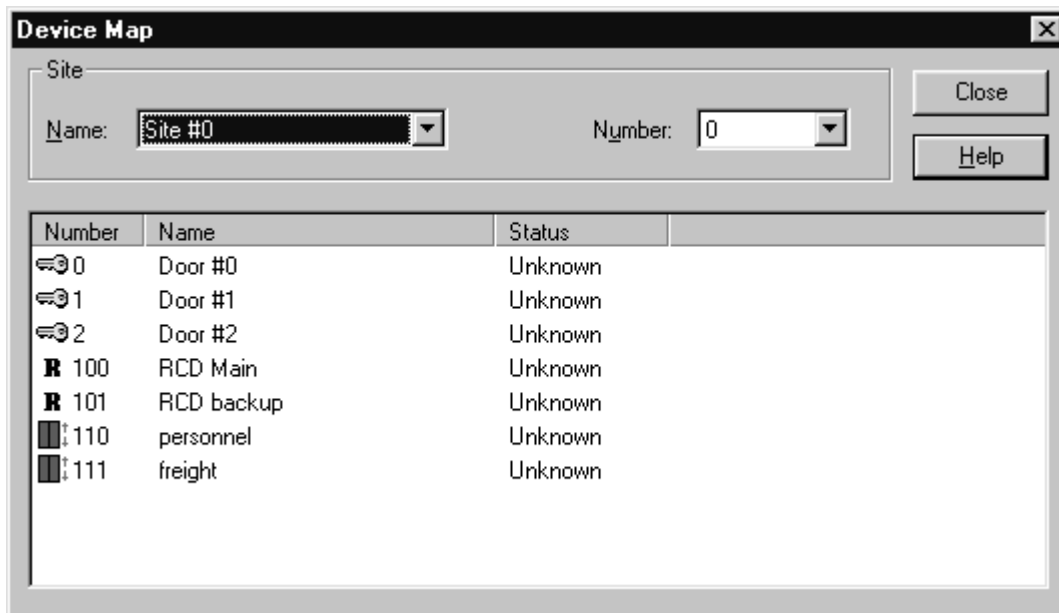 Device Map
Site
Close
Name: Site #0 Number: 0
Help
Number Name Status
0 Door #0 Unknown
1 Door #1 Unknown
2 Door #2 Unknown
R 100 RCD Main Unknown
R 101 RCD backup Unknown
110 personnel Unknown
111 freight Unknown